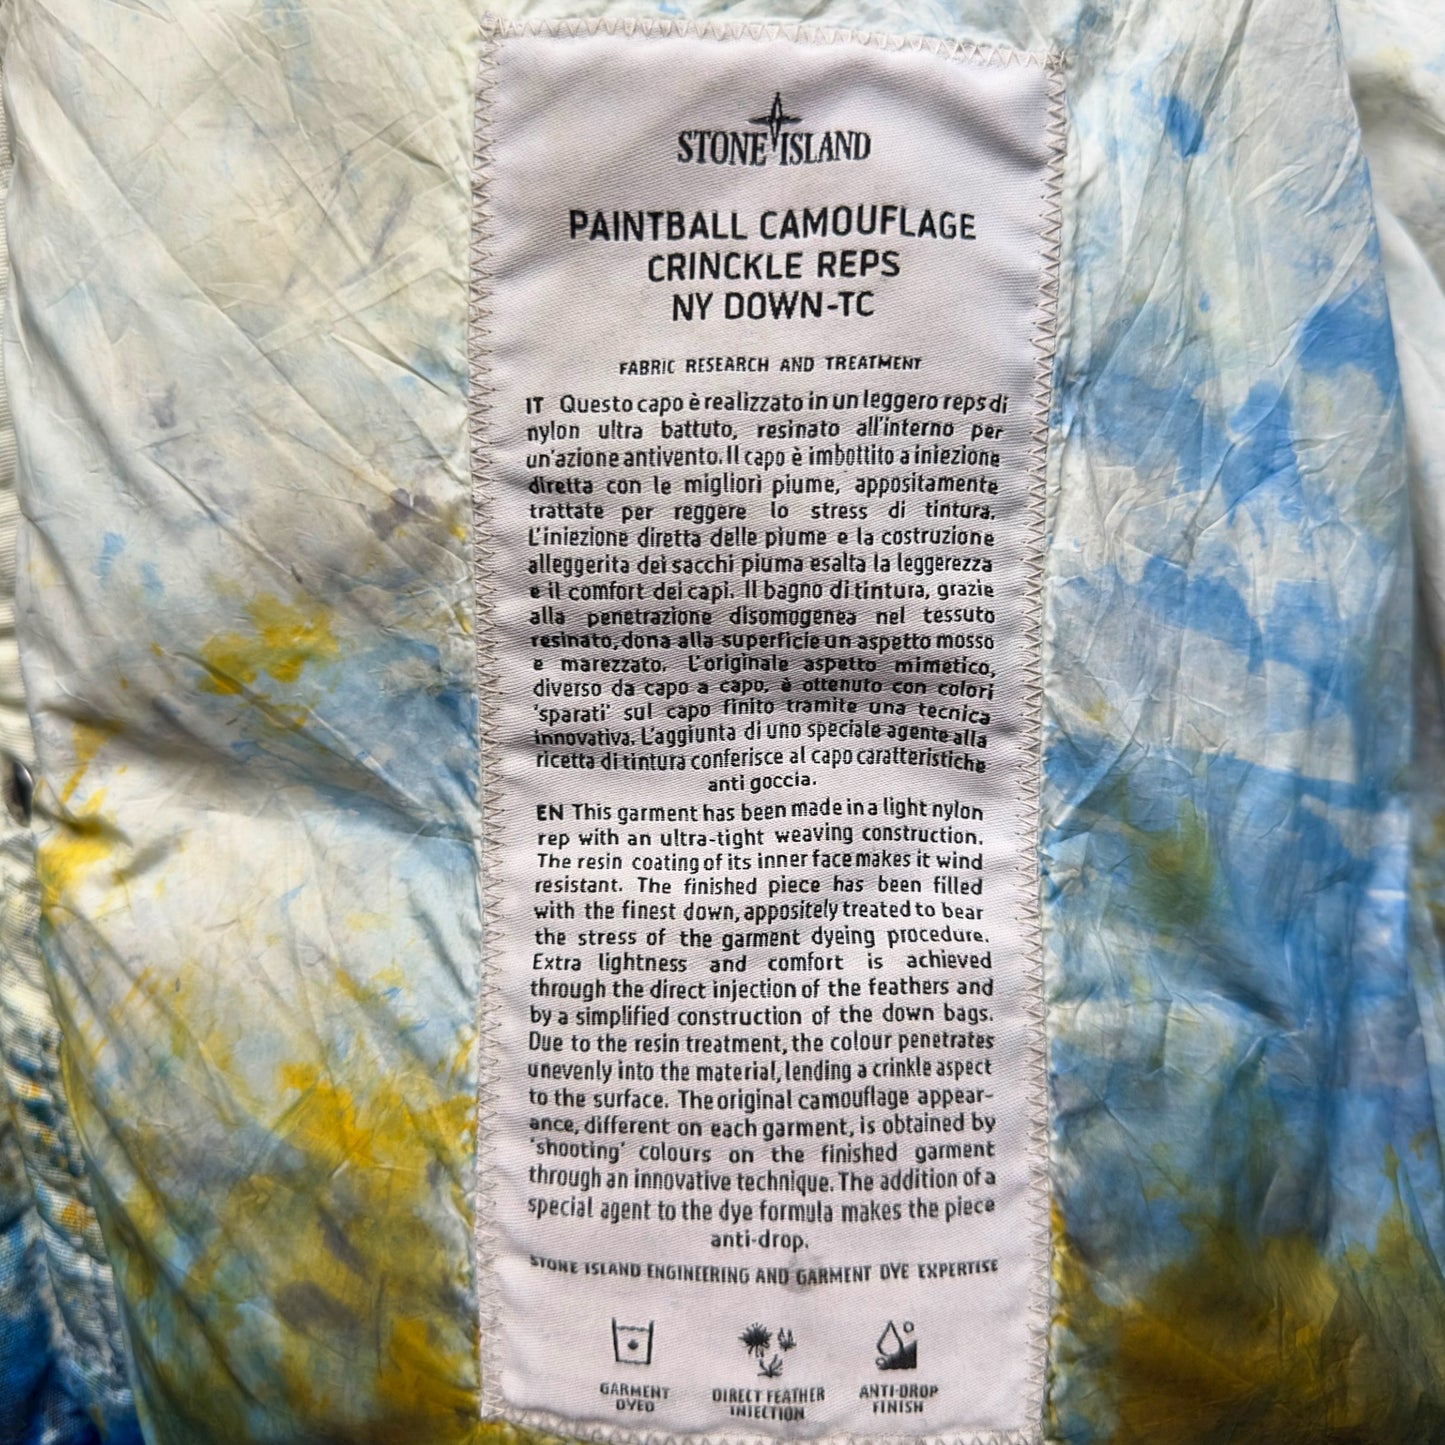 STONE ISLAND
PAINTBALL CAMOUFLAGE
CRINCKLE REPS
NY DOWN-TC
FABRIC RESEARCH AND TREATMENT
IT Questo capo è realizzato in un leggero reps di
nylon ultra battuto, resinato all'interno per
un'azione antivento. Il capo è imbottito a iniezione
diretta con le migliori piume, appositamente
trattate per reggere lo stress di tintura.
L'iniezione diretta delle piume e la costruzione
alleggerita dei sacchi piuma esalta la leggerezza
e il comfort dei capi. Il bagno di tintura, grazie
alla penetrazione disomogenea nel tessuto
resinato, dona alla superficie un aspetto mosso
e marezzato. L'originale aspetto mimetico,
diverso da capo a capo, è ottenuto con colori
'sparati' sul capo finito tramite una tecnica
innovativa. L'aggiunta di uno speciale agente alla
ricetta di tintura conferisce al capo caratteristiche
anti goccia.
EN This garment has been made in a light nylon
rep with an ultra-tight weaving construction.
The resin coating of its inner face makes it wind
resistant. The finished piece has been filled
with the finest down, appositely treated to bear
the stress of the garment dyeing procedure.
Extra lightness and comfort is achieved
through the direct injection of the feathers and
by a simplified construction of the down bags.
Due to the resin treatment, the colour penetrates
unevenly into the material, lending a crinkle aspect
to the surface. The original camouflage appear-
ance, different on each garment, is obtained by
'shooting' colours on the finished garment
through an innovative technique. The addition of a
special agent to the dye formula makes the piece
anti-drop.
STONE ISLAND ENGINEERING AND GARMENT DYE EXPERTISE
GARMENT
DYED
DIRECT FEATHER
INJECTION
ANTI-DROP
FINISH